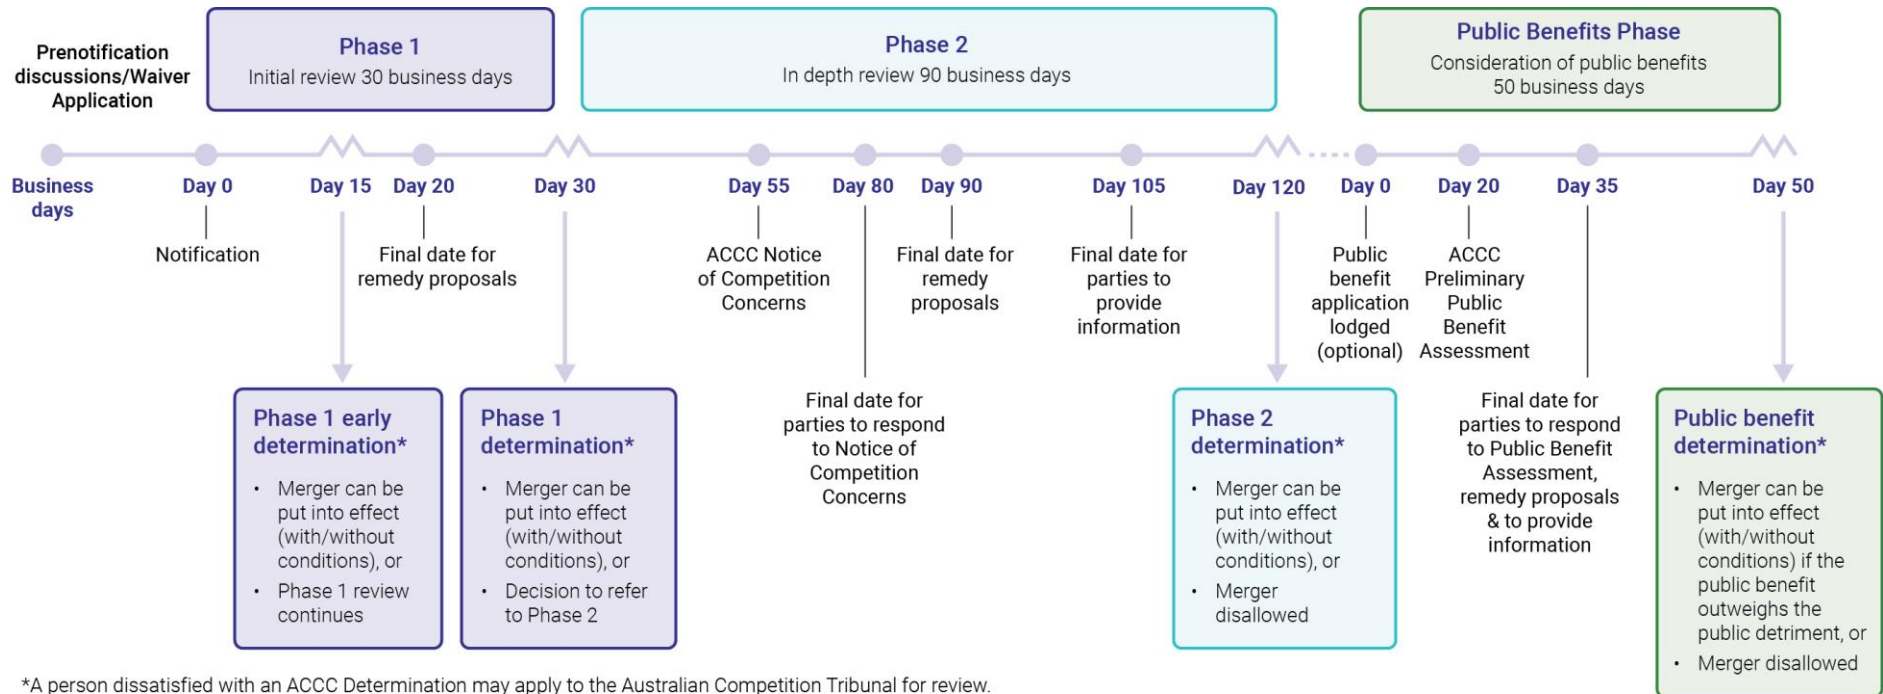 Prenotification
discussions/Waiver
Application
Phase 1
Initial review 30 business days
Phase 2
In depth review 90 business days
Public Benefits Phase
Consideration of public benefits
50 business days
Business
days
Day 0
Day 15
Day 20
Day 30
Day 55
Day 80
Day 90
Day 105
Day 120
Day 0
Day 20
Day 35
Day 50
Notification
Final date for
remedy proposals
ACCC Notice
of Competition
Concerns
Final date for
remedy
proposals
Final date for
parties to
provide
information
Public
benefit
application
lodged
(optional)
ACCC
Preliminary
Public
Benefit
Assessment
Phase 1 early
determination*
• Merger can be
put into effect
(with/without
conditions), or
• Phase 1 review
continues
Phase 1
determination*
• Merger can be
put into effect
(with/without
conditions), or
• Decision to refer
to Phase 2
Final date for
parties to respond
to Notice of
Competition
Concerns
Phase 2
determination*
• Merger can be
put into effect
(with/without
conditions), or
• Merger
disallowed
Final date for
parties to respond
to Public Benefit
Assessment,
remedy proposals
& to provide
information
Public benefit
determination*
• Merger can be
put into effect
(with/without
conditions) if the
public benefit
outweighs the
public detriment, or
• Merger disallowed
*A person dissatisfied with an ACCC Determination may apply to the Australian Competition Tribunal for review.